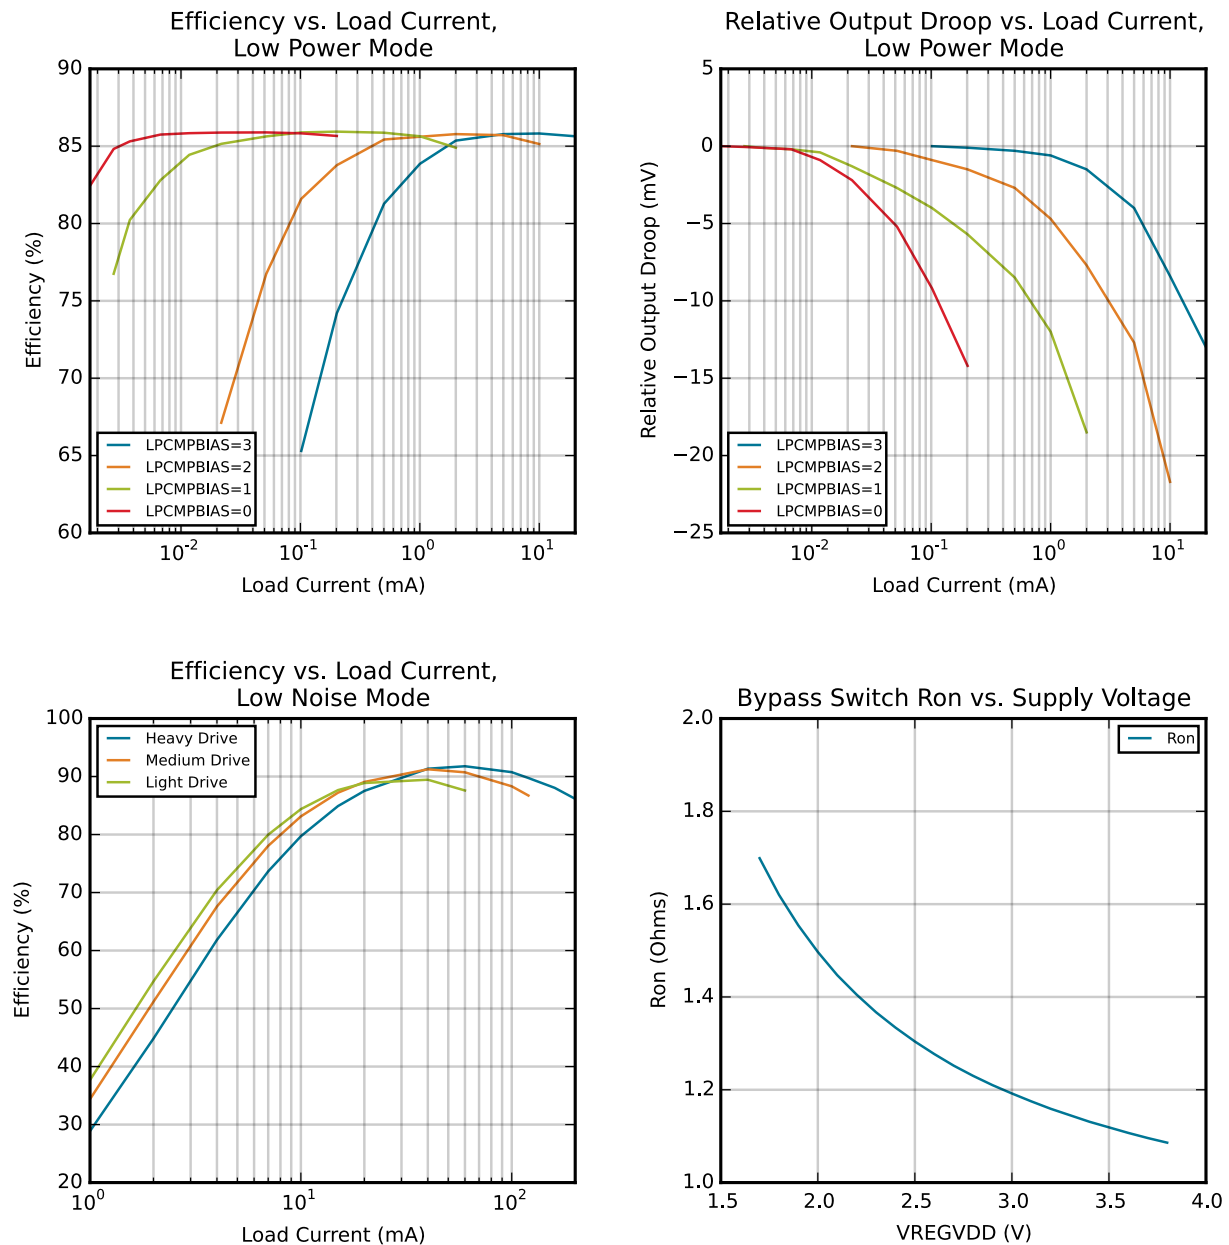 Efficiency vs. Load Current,
Low Power Mode
90
85
80
75
70
65
60
Efficiency (%)
LPCMPBIAS=3
LPCMPBIAS=2
LPCMPBIAS=1
LPCMPBIAS=0
10⁻² 10⁻¹ 10⁰ 10¹
Load Current (mA)
Relative Output Droop vs. Load Current,
Low Power Mode
5
0
−5
−10
−15
−20
−25
Relative Output Droop (mV)
LPCMPBIAS=3
LPCMPBIAS=2
LPCMPBIAS=1
LPCMPBIAS=0
10⁻² 10⁻¹ 10⁰ 10¹
Load Current (mA)
Efficiency vs. Load Current,
Low Noise Mode
100
90
80
70
60
50
40
30
20
Efficiency (%)
Heavy Drive
Medium Drive
Light Drive
10⁰ 10¹ 10²
Load Current (mA)
Bypass Switch Ron vs. Supply Voltage
2.0
1.8
1.6
1.4
1.2
1.0
Ron (Ohms)
Ron
1.5 2.0 2.5 3.0 3.5 4.0
VREGVDD (V)